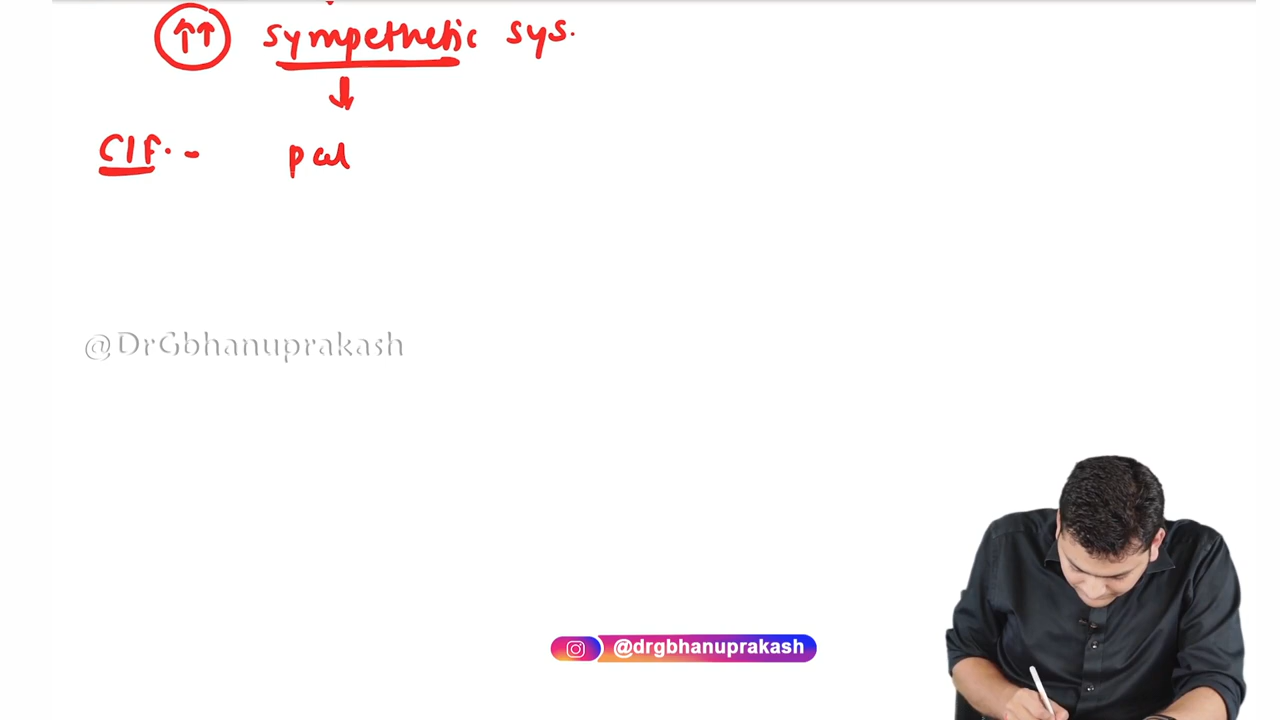 ↑↑ sympethetic sys.
↓
C/F. - pal
@DrGbhanuprakash
@drgbhanuprakash